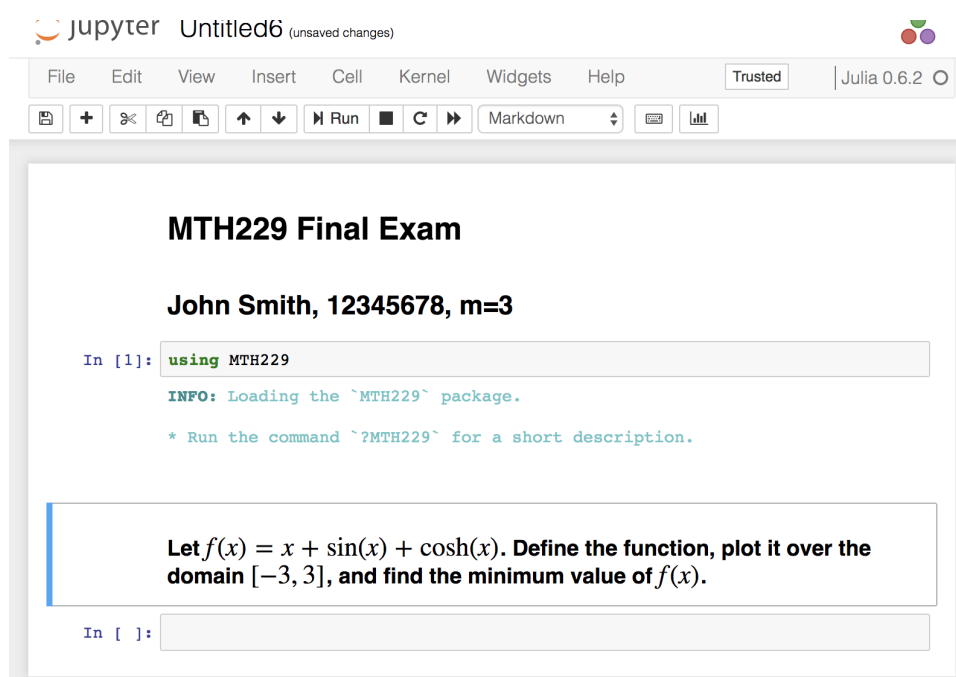 jupyter Untitled6 (unsaved changes)
File Edit View Insert Cell Kernel Widgets Help Trusted Julia 0.6.2
Run Markdown
MTH229 Final Exam
John Smith, 12345678, m=3
In [1]: using MTH229
INFO: Loading the `MTH229` package.
* Run the command `?MTH229` for a short description.
Let f(x) = x + sin(x) + cosh(x). Define the function, plot it over the
domain [−3, 3], and find the minimum value of f(x).
In [ ]: